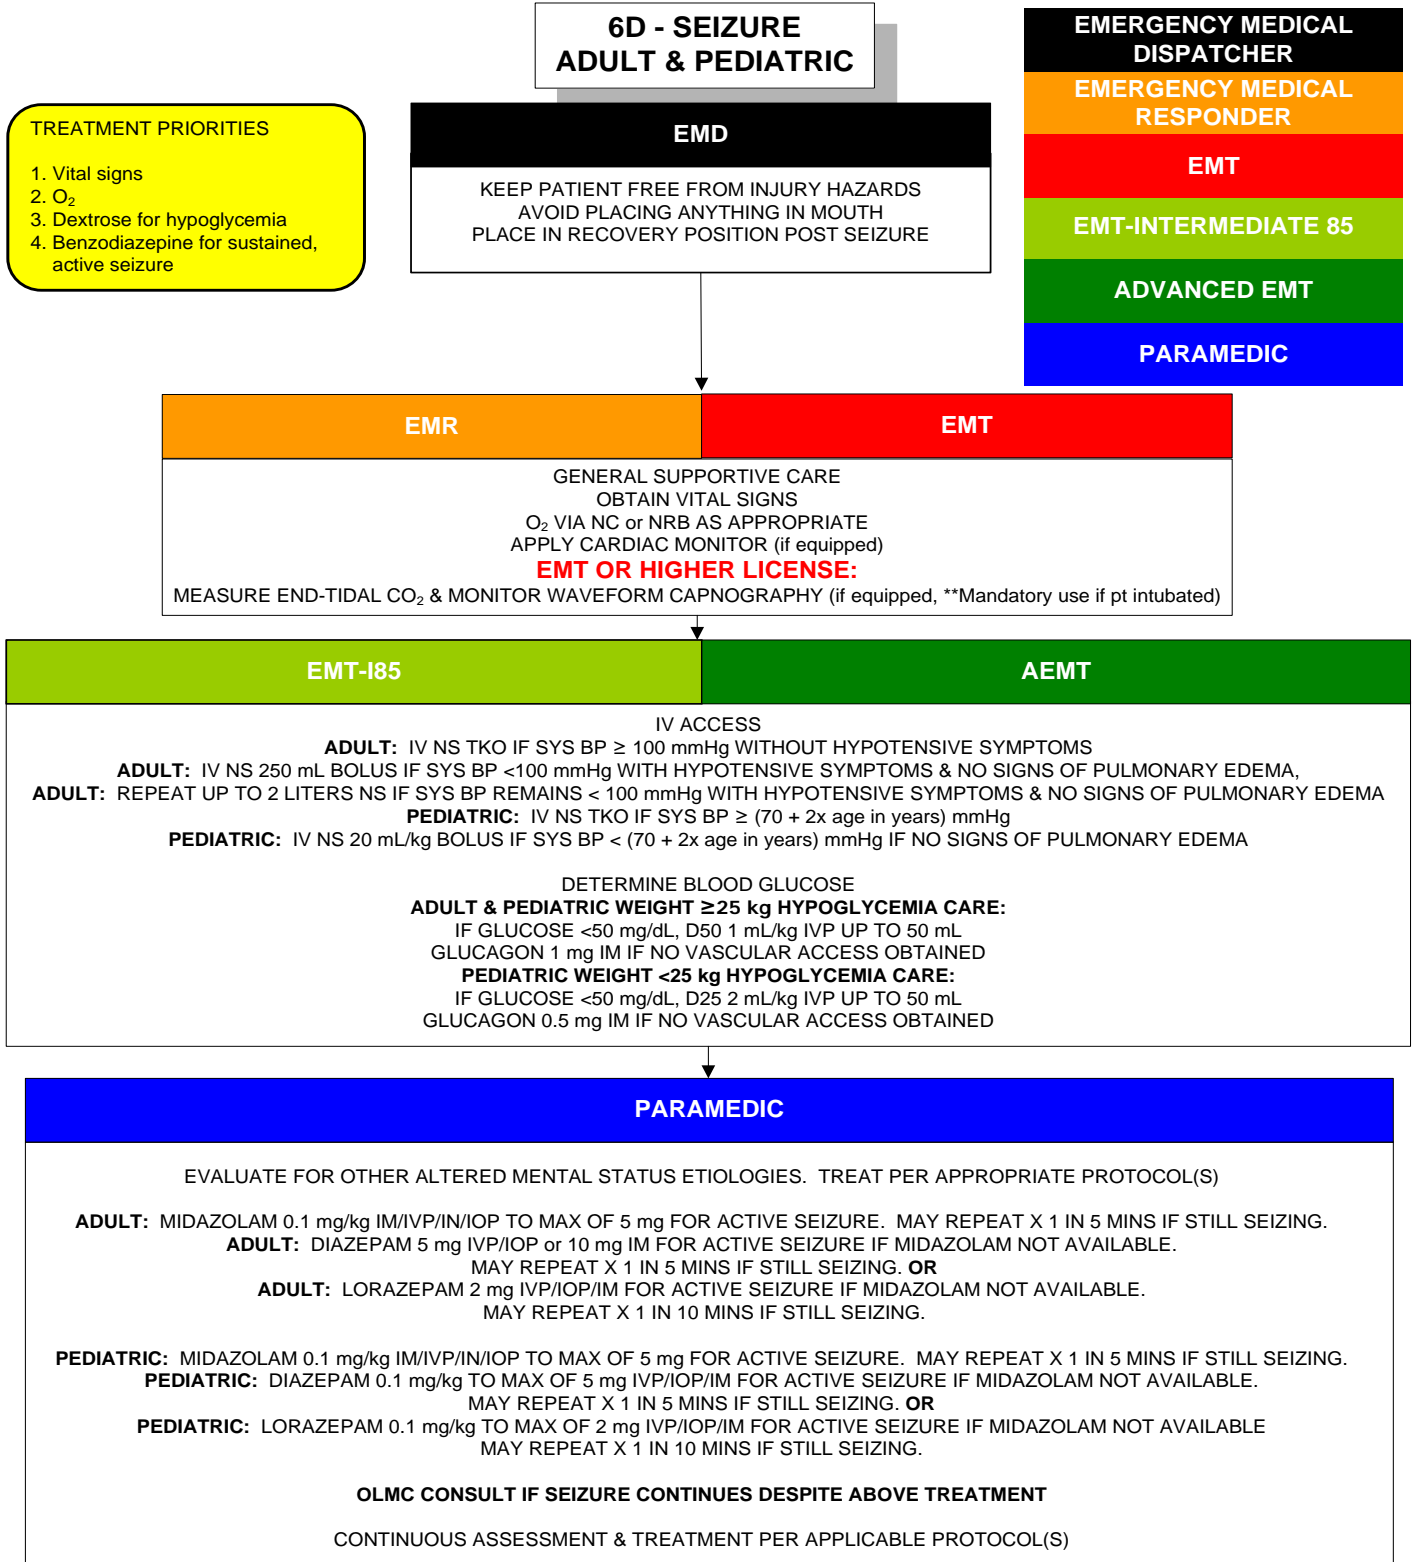 6D - SEIZURE
ADULT & PEDIATRIC
EMERGENCY MEDICAL
DISPATCHER
EMERGENCY MEDICAL
RESPONDER
EMT
EMT-INTERMEDIATE 85
ADVANCED EMT
PARAMEDIC
TREATMENT PRIORITIES
1. Vital signs
2. O₂
3. Dextrose for hypoglycemia
4. Benzodiazepine for sustained,
active seizure
EMD
KEEP PATIENT FREE FROM INJURY HAZARDS
AVOID PLACING ANYTHING IN MOUTH
PLACE IN RECOVERY POSITION POST SEIZURE
EMR
EMT
GENERAL SUPPORTIVE CARE
OBTAIN VITAL SIGNS
O₂ VIA NC or NRB AS APPROPRIATE
APPLY CARDIAC MONITOR (if equipped)
EMT OR HIGHER LICENSE:
MEASURE END-TIDAL CO₂ & MONITOR WAVEFORM CAPNOGRAPHY (if equipped, **Mandatory use if pt intubated)
EMT-I85
AEMT
IV ACCESS
ADULT: IV NS TKO IF SYS BP ≥ 100 mmHg WITHOUT HYPOTENSIVE SYMPTOMS
ADULT: IV NS 250 mL BOLUS IF SYS BP <100 mmHg WITH HYPOTENSIVE SYMPTOMS & NO SIGNS OF PULMONARY EDEMA,
ADULT: REPEAT UP TO 2 LITERS NS IF SYS BP REMAINS < 100 mmHg WITH HYPOTENSIVE SYMPTOMS & NO SIGNS OF PULMONARY EDEMA
PEDIATRIC: IV NS TKO IF SYS BP ≥ (70 + 2x age in years) mmHg
PEDIATRIC: IV NS 20 mL/kg BOLUS IF SYS BP < (70 + 2x age in years) mmHg IF NO SIGNS OF PULMONARY EDEMA
DETERMINE BLOOD GLUCOSE
ADULT & PEDIATRIC WEIGHT ≥25 kg HYPOGLYCEMIA CARE:
IF GLUCOSE <50 mg/dL, D50 1 mL/kg IVP UP TO 50 mL
GLUCAGON 1 mg IM IF NO VASCULAR ACCESS OBTAINED
PEDIATRIC WEIGHT <25 kg HYPOGLYCEMIA CARE:
IF GLUCOSE <50 mg/dL, D25 2 mL/kg IVP UP TO 50 mL
GLUCAGON 0.5 mg IM IF NO VASCULAR ACCESS OBTAINED
PARAMEDIC
EVALUATE FOR OTHER ALTERED MENTAL STATUS ETIOLOGIES. TREAT PER APPROPRIATE PROTOCOL(S)
ADULT: MIDAZOLAM 0.1 mg/kg IM/IVP/IN/IOP TO MAX OF 5 mg FOR ACTIVE SEIZURE. MAY REPEAT X 1 IN 5 MINS IF STILL SEIZING.
ADULT: DIAZEPAM 5 mg IVP/IOP or 10 mg IM FOR ACTIVE SEIZURE IF MIDAZOLAM NOT AVAILABLE.
MAY REPEAT X 1 IN 5 MINS IF STILL SEIZING. OR
ADULT: LORAZEPAM 2 mg IVP/IOP/IM FOR ACTIVE SEIZURE IF MIDAZOLAM NOT AVAILABLE.
MAY REPEAT X 1 IN 10 MINS IF STILL SEIZING.
PEDIATRIC: MIDAZOLAM 0.1 mg/kg IM/IVP/IN/IOP TO MAX OF 5 mg FOR ACTIVE SEIZURE. MAY REPEAT X 1 IN 5 MINS IF STILL SEIZING.
PEDIATRIC: DIAZEPAM 0.1 mg/kg TO MAX OF 5 mg IVP/IOP/IM FOR ACTIVE SEIZURE IF MIDAZOLAM NOT AVAILABLE.
MAY REPEAT X 1 IN 5 MINS IF STILL SEIZING. OR
PEDIATRIC: LORAZEPAM 0.1 mg/kg TO MAX OF 2 mg IVP/IOP/IM FOR ACTIVE SEIZURE IF MIDAZOLAM NOT AVAILABLE
MAY REPEAT X 1 IN 10 MINS IF STILL SEIZING.
OLMC CONSULT IF SEIZURE CONTINUES DESPITE ABOVE TREATMENT
CONTINUOUS ASSESSMENT & TREATMENT PER APPLICABLE PROTOCOL(S)